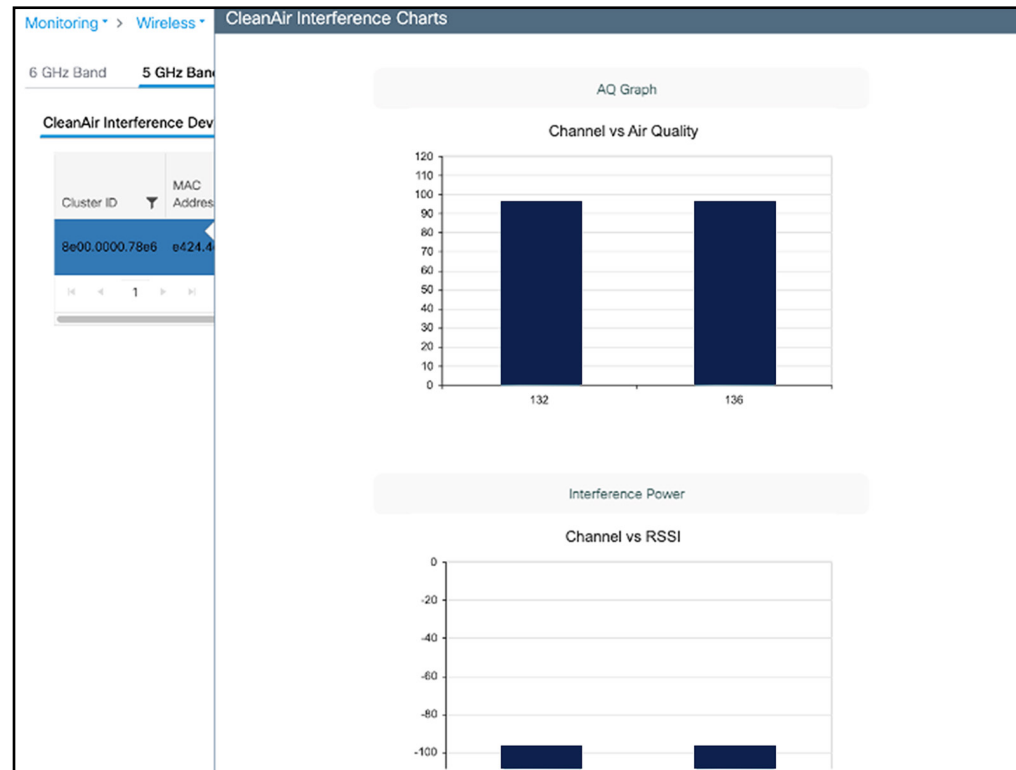 Monitoring > Wireless
CleanAir Interference Charts
6 GHz Band 5 GHz Ban
CleanAir Interference Dev
Cluster ID MAC Addres
8e00.0000.78e6 e424.4
1
AQ Graph
Channel vs Air Quality
120
110
100
90
80
70
60
50
40
30
20
10
0
132 136
Interference Power
Channel vs RSSI
0
-20
-40
-60
-80
-100